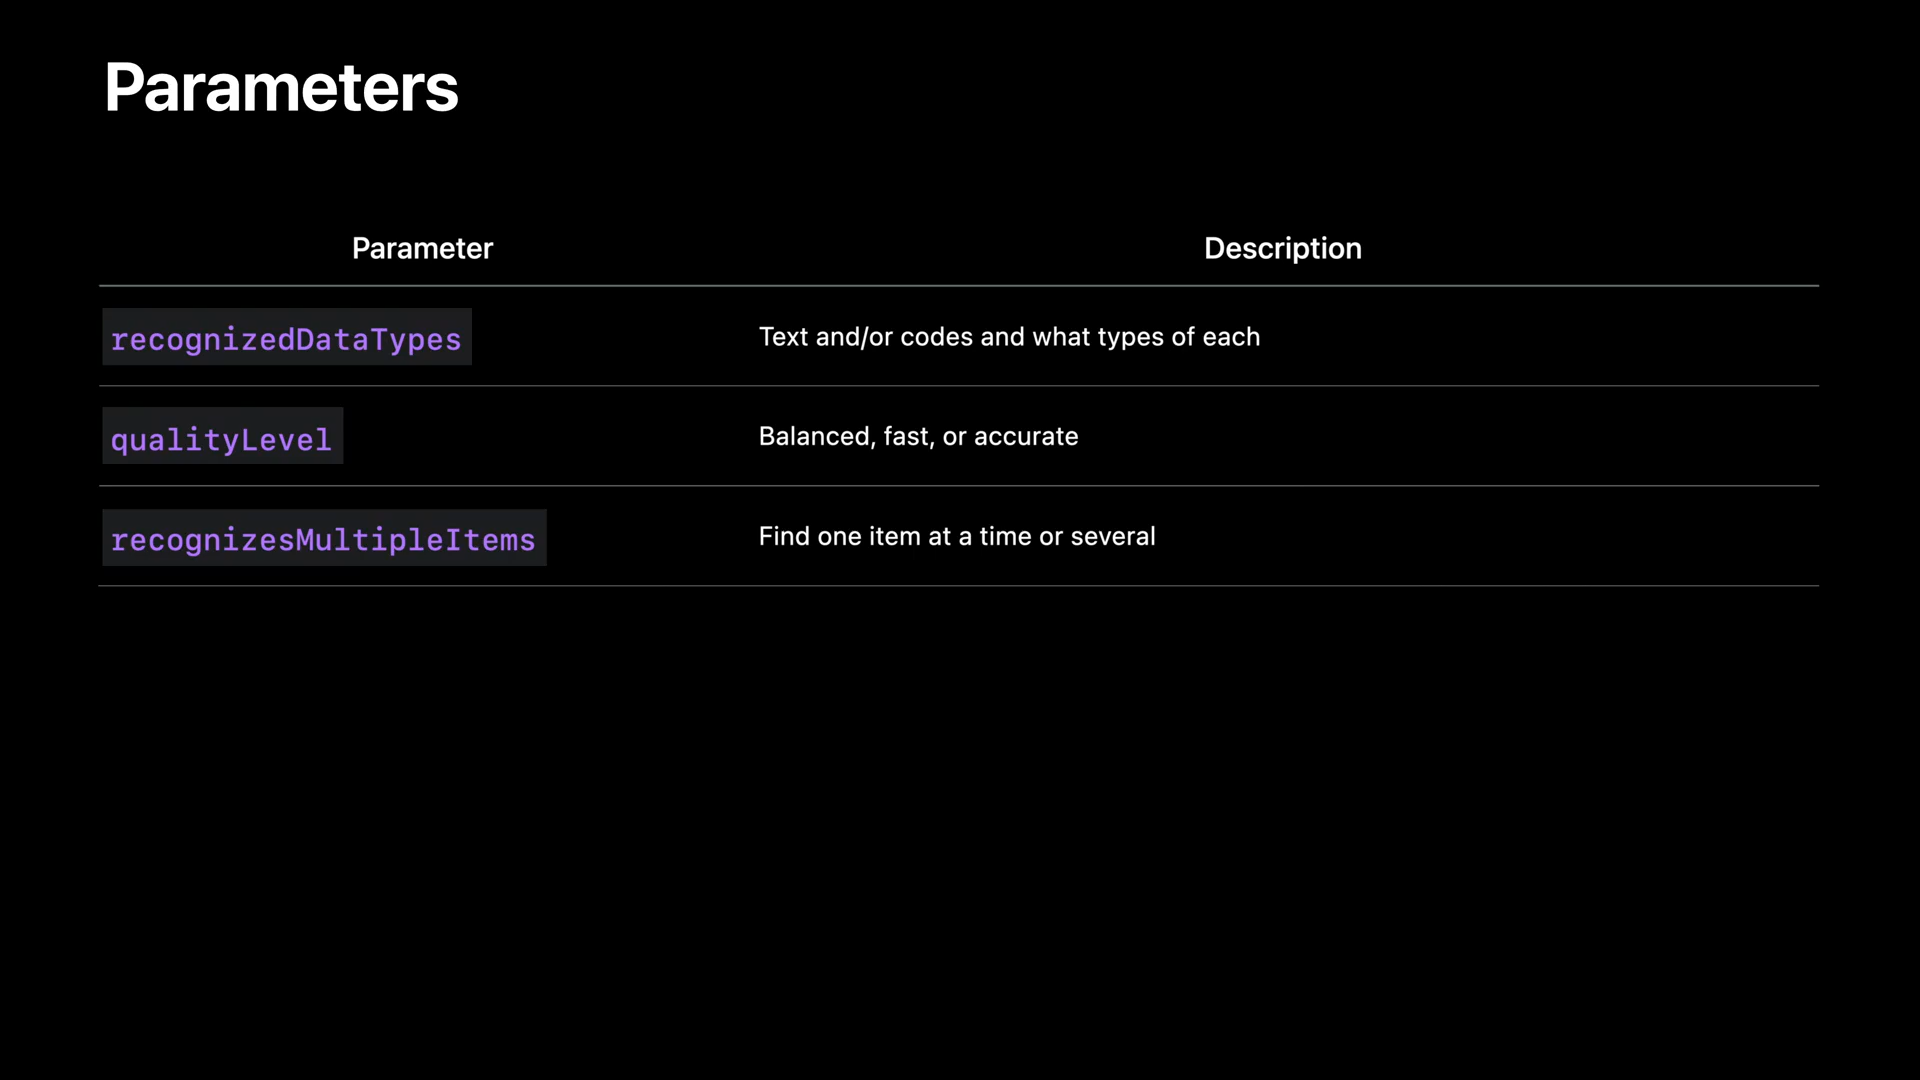 Parameters
Parameter Description
recognizedDataTypes Text and/or codes and what types of each
qualityLevel Balanced, fast, or accurate
recognizesMultipleItems Find one item at a time or several